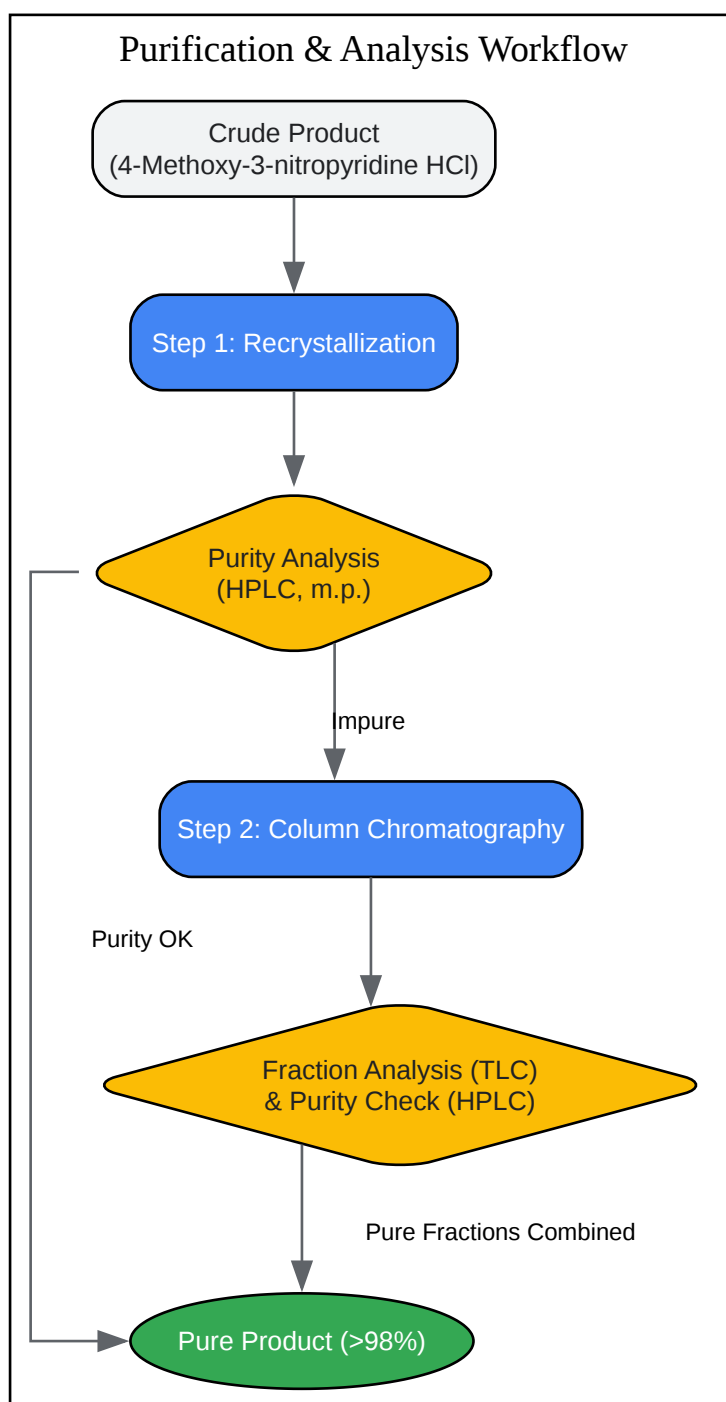 Purification & Analysis Workflow
Crude Product
(4-Methoxy-3-nitropyridine HCl)
Step 1: Recrystallization
Purity Analysis
(HPLC, m.p.)
Impure
Step 2: Column Chromatography
Purity OK
Fraction Analysis (TLC)
& Purity Check (HPLC)
Pure Fractions Combined
Pure Product (>98%)